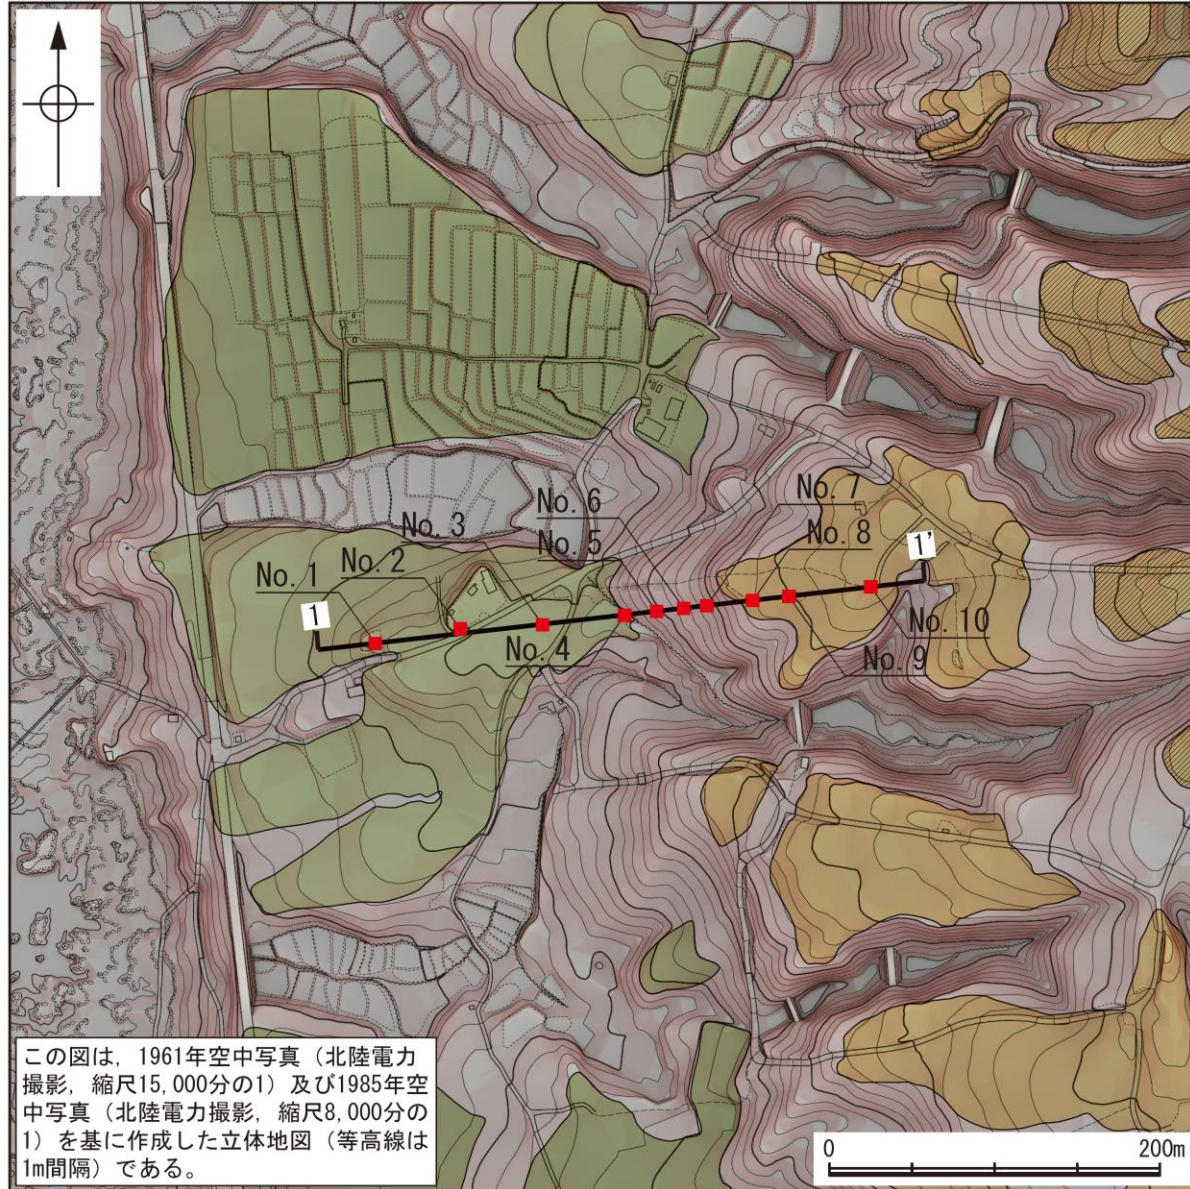 No. 6
No. 7
No. 3
No. 5
No. 8
No. 2
No. 1
1'
1
No. 4
No. 10
No. 9
この図は,1961年空中写真(北陸電力
撮影,縮尺15,000分の1)及び1985年空
中写真(北陸電力撮影,縮尺8,000分の
1)を基に作成した立体地図(等高線は
1m間隔)である。
0 200m